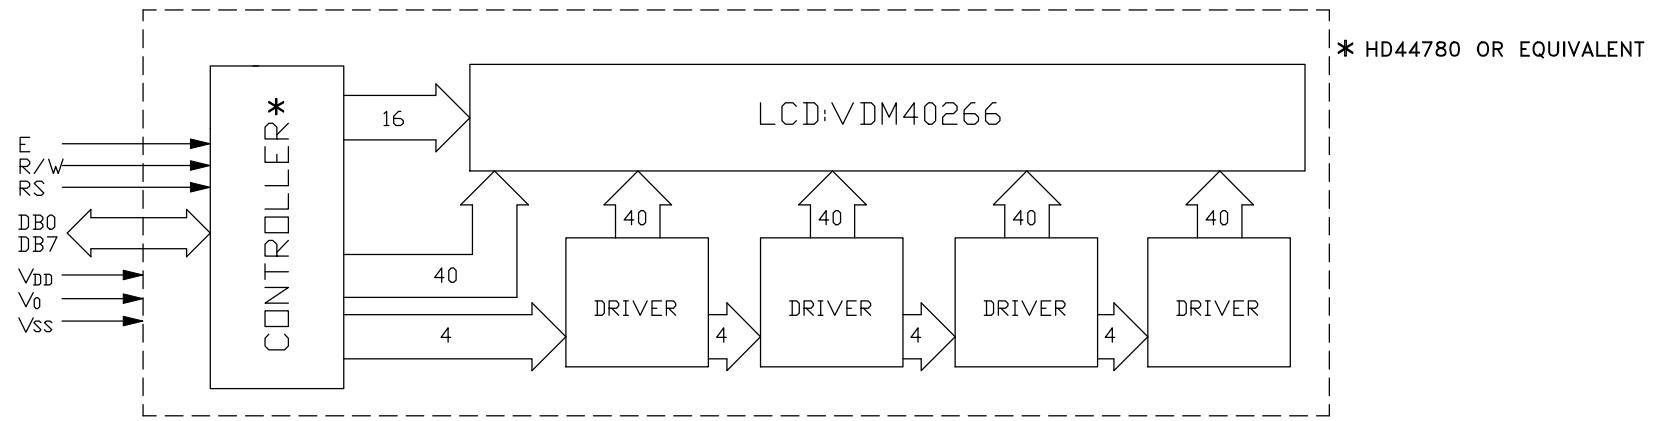 * HD44780 OR EQUIVALENT
CONTROLLER*
16
LCD:VDM40266
E
R/W
RS
DB0
DB7
VDD
V0
VSS
40
40
40
40
40
4
DRIVER
4
DRIVER
4
DRIVER
4
DRIVER